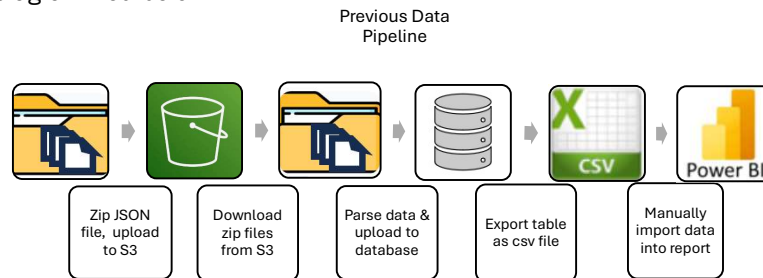 Previous Data
Pipeline
X
CSV
Power BI
Zip JSON
file, upload
to S3
Download
zip files
from S3
Parse data &
upload to
database
Export table
as csv file
Manually
import data
into report